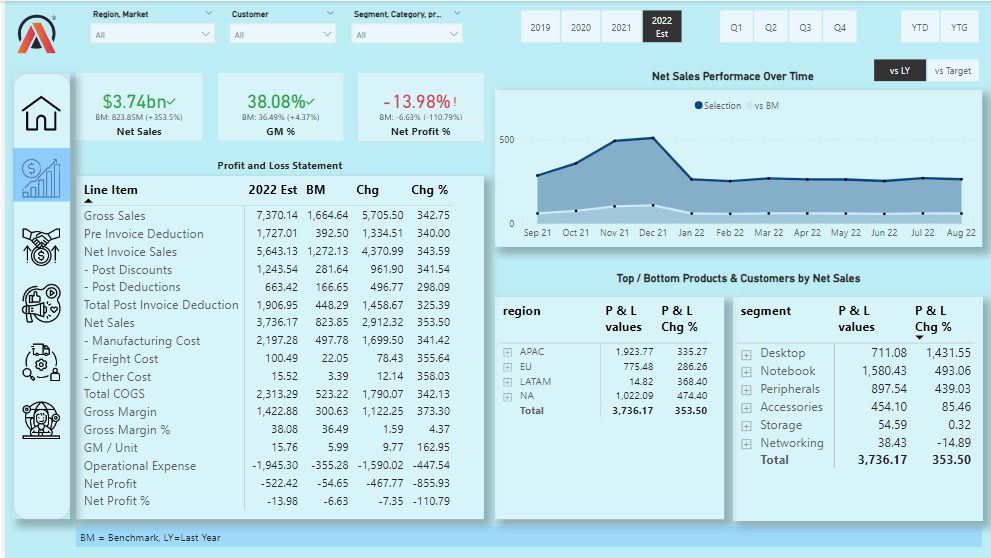 Region, Market
Customer
Segment, Category, pr...
All
All
All
2019
2020
2021
2022 Est
Q1
Q2
Q3
Q4
YTD
YTG
vs LY
vs Target
$3.74bn
BM: 823.85M (+353.5%)
Net Sales
38.08%
BM: 36.49% (+4.37%)
GM %
-13.98%!
BM: -6.63% (-110.79%)
Net Profit %
Net Sales Performace Over Time
Selection vs BM
500
0
Sep 21 Oct 21 Nov 21 Dec 21 Jan 22 Feb 22 Mar 22 Apr 22 May 22 Jun 22 Jul 22 Aug 22
Profit and Loss Statement
Line Item 2022 Est BM Chg Chg %
Gross Sales 7,370.14 1,664.64 5,705.50 342.75
Pre Invoice Deduction 1,727.01 392.50 1,334.51 340.00
Net Invoice Sales 5,643.13 1,272.13 4,370.99 343.59
- Post Discounts 1,243.54 281.64 961.90 341.54
- Post Deductions 663.42 166.65 496.77 298.09
Total Post Invoice Deduction 1,906.95 448.29 1,458.67 325.39
Net Sales 3,736.17 823.85 2,912.32 353.50
- Manufacturing Cost 2,197.28 497.78 1,699.50 341.42
- Freight Cost 100.49 22.05 78.43 355.64
- Other Cost 15.52 3.39 12.14 358.03
Total COGS 2,313.29 523.22 1,790.07 342.13
Gross Margin 1,422.88 300.63 1,122.25 373.30
Gross Margin % 38.08 36.49 1.59 4.37
GM / Unit 15.76 5.99 9.77 162.95
Operational Expense -1,945.30 -355.28 -1,590.02 -447.54
Net Profit -522.42 -54.65 -467.77 -855.93
Net Profit % -13.98 -6.63 -7.35 -110.79
Top / Bottom Products & Customers by Net Sales
region P & L values P & L Chg %
APAC 1,923.77 335.27
EU 775.48 286.26
LATAM 14.82 368.40
NA 1,022.09 474.40
Total 3,736.17 353.50
segment P & L values P & L Chg %
Desktop 711.08 1,431.55
Notebook 1,580.43 493.06
Peripherals 897.54 439.03
Accessories 454.10 85.46
Storage 54.59 0.32
Networking 38.43 -14.89
Total 3,736.17 353.50
BM = Benchmark, LY=Last Year